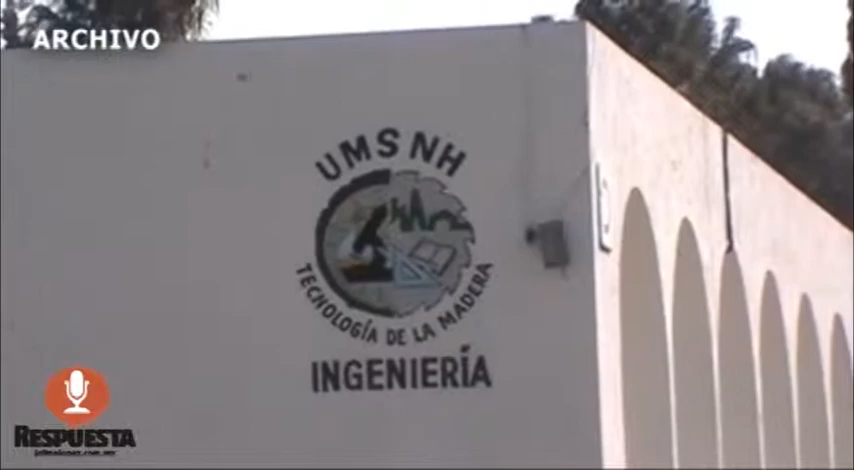 ARCHIVO
UMSNH
TECNOLOGÍA DE LA MADERA
INGENIERÍA
RESPUESTA